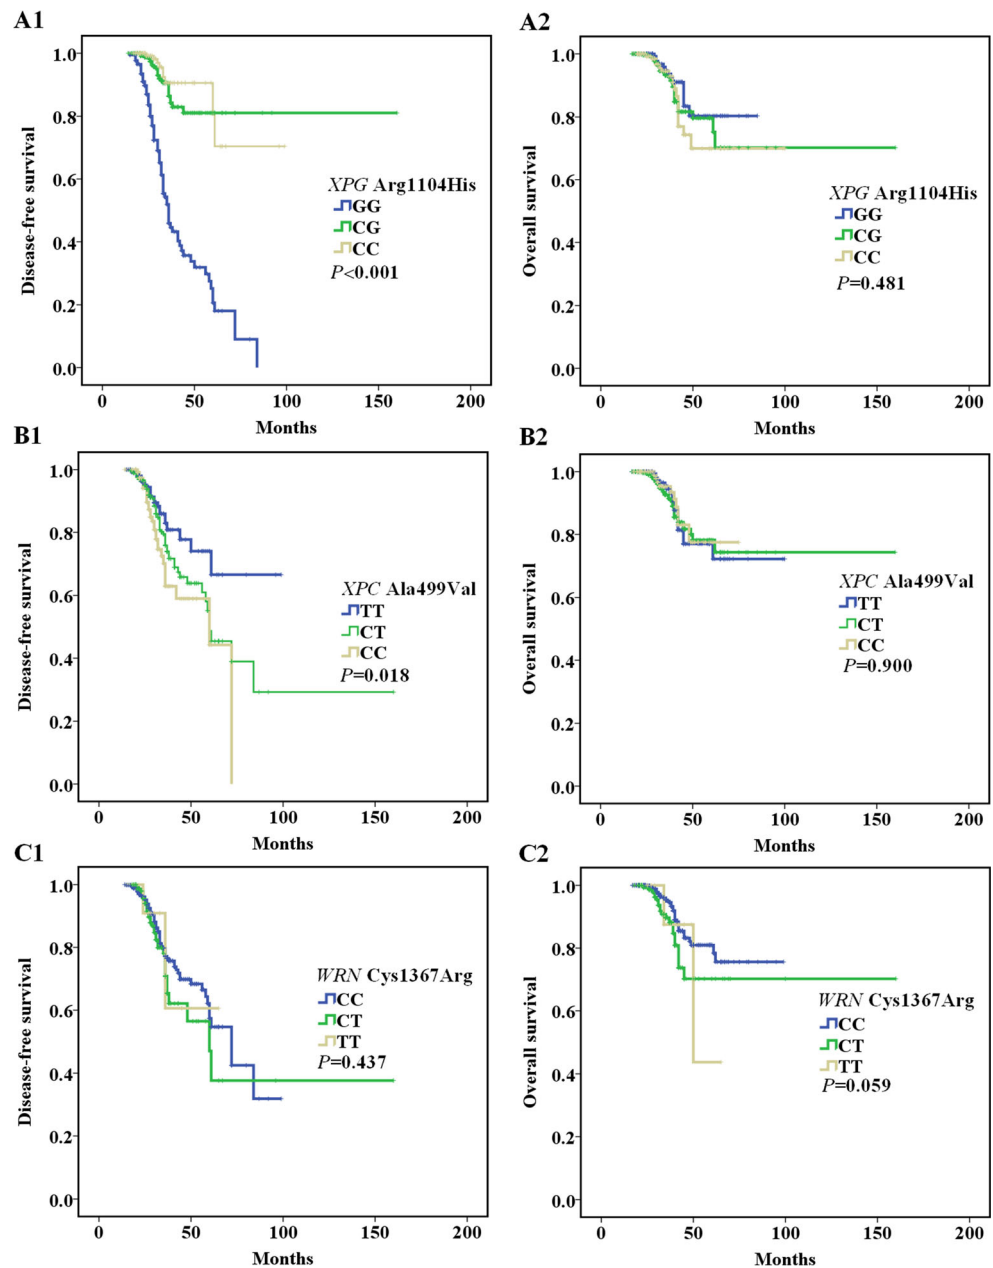 A1
Disease-free survival
1.0
0.8
0.6
0.4
0.2
0.0
XPG Arg1104His
GG
CG
CC
P<0.001
0 50 100 150 200
Months
A2
Overall survival
1.0
0.8
0.6
0.4
0.2
0.0
XPG Arg1104His
GG
CG
CC
P=0.481
0 50 100 150 200
Months
B1
Disease-free survival
1.0
0.8
0.6
0.4
0.2
0.0
XPC Ala499Val
TT
CT
CC
P=0.018
0 50 100 150 200
Months
B2
Overall survival
1.0
0.8
0.6
0.4
0.2
0.0
XPC Ala499Val
TT
CT
CC
P=0.900
0 50 100 150 200
Months
C1
Disease-free survival
1.0
0.8
0.6
0.4
0.2
0.0
WRN Cys1367Arg
CC
CT
TT
P=0.437
0 50 100 150 200
Months
C2
Overall survival
1.0
0.8
0.6
0.4
0.2
0.0
WRN Cys1367Arg
CC
CT
TT
P=0.059
0 50 100 150 200
Months